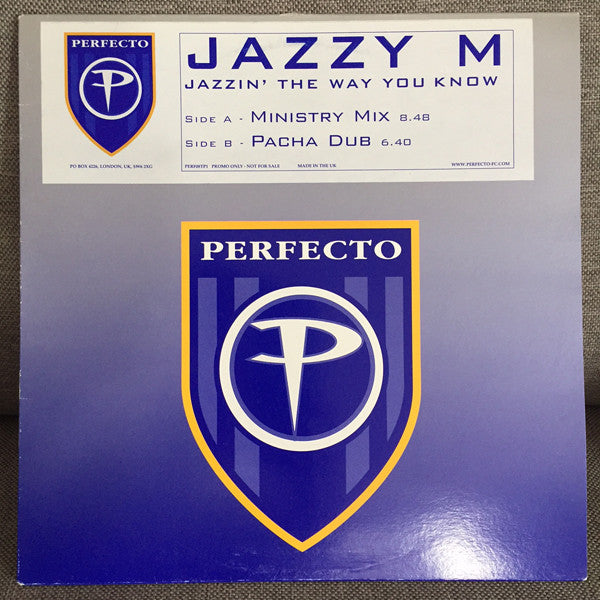 PERFECTO
PO BOX 4226, LONDON, UK, SW6 2XG
JAZZY M
JAZZIN' THE WAY YOU KNOW
SIDE A - MINISTRY MIX 8.48
SIDE B - PACHA DUB 6.40
PROMO ONLY - NOT FOR SALE MADE IN THE UK WWW.PERFECTO-FC.COM
PERFECTO